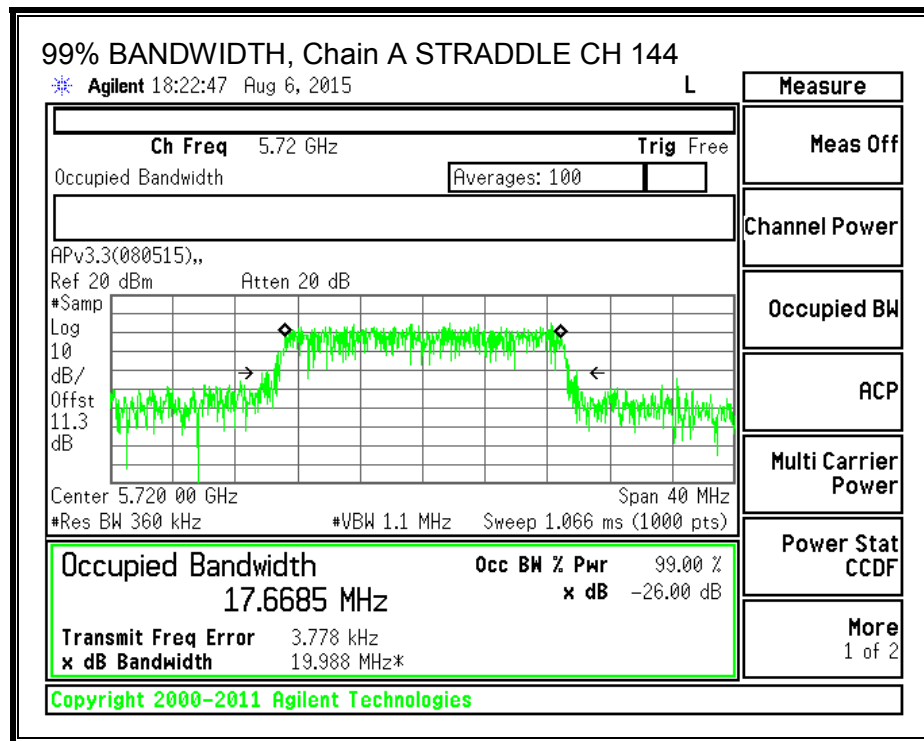 99% BANDWIDTH, Chain A STRADDLE CH 144
Agilent 18:22:47 Aug 6, 2015 L
Measure
Ch Freq 5.72 GHz Trig Free
Meas Off
Occupied Bandwidth Averages: 100
Channel Power
APv3.3(080515),,
Ref 20 dBm Atten 20 dB
#Samp
Log
10
dB/
Offst
11.3
dB
Occupied BW
ACP
Center 5.720 00 GHz Span 40 MHz
#Res BW 360 kHz #VBW 1.1 MHz Sweep 1.066 ms (1000 pts)
Multi Carrier
Power
Occupied Bandwidth
17.6685 MHz
Occ BW % Pwr 99.00 %
x dB -26.00 dB
Transmit Freq Error 3.778 kHz
x dB Bandwidth 19.988 MHz*
Power Stat
CCDF
More
1 of 2
Copyright 2000-2011 Agilent Technologies